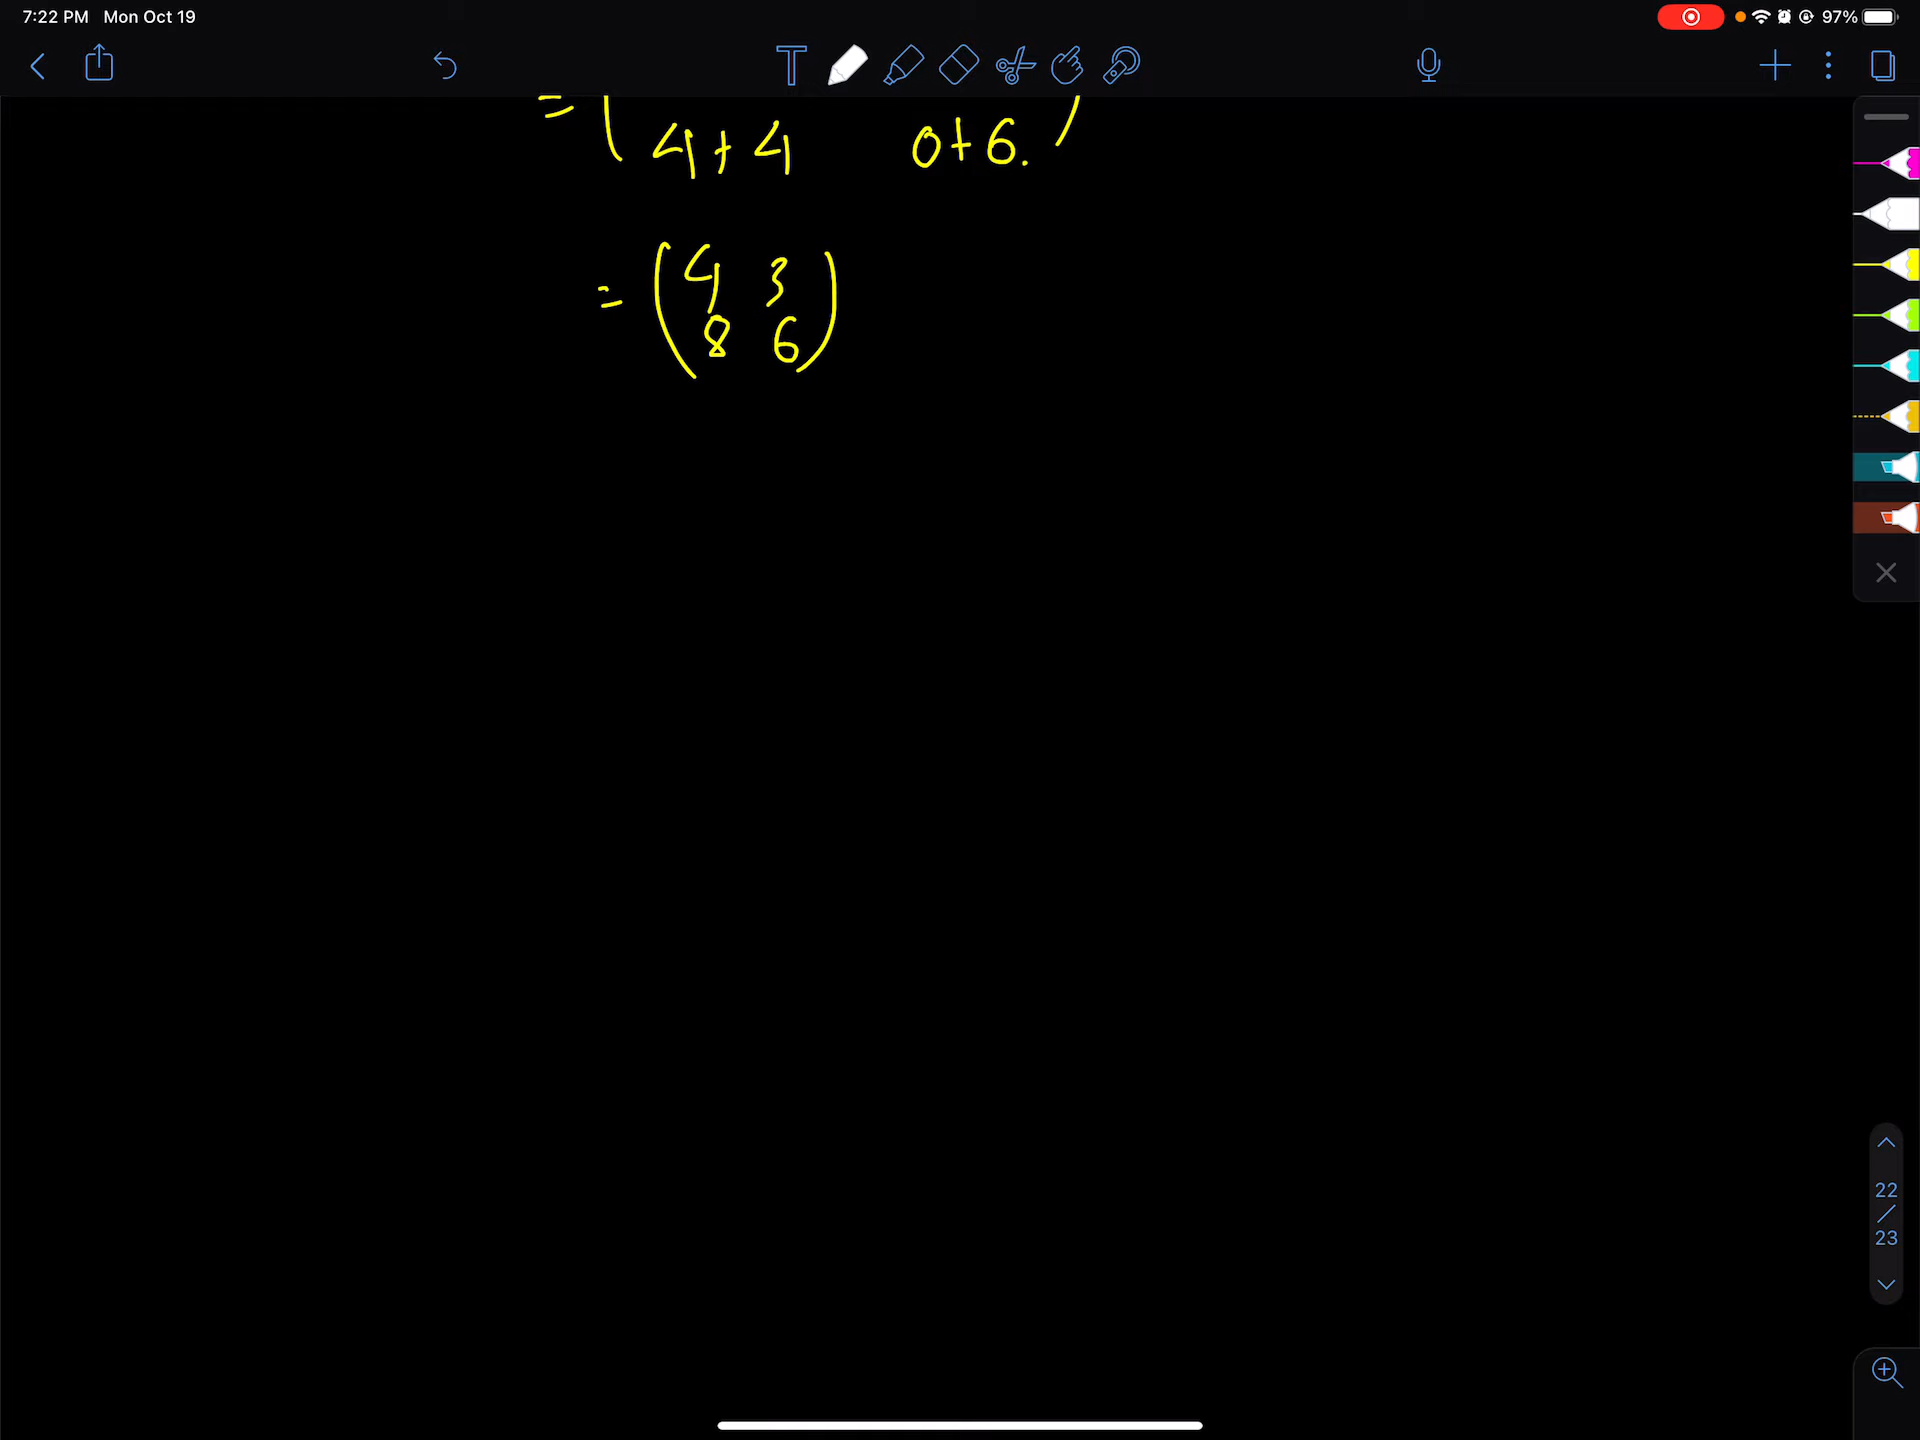 7:22 PM Mon Oct 19
97%
= (
4+4 0+6. )
= ( 4 3
8 6 )
22
/
23